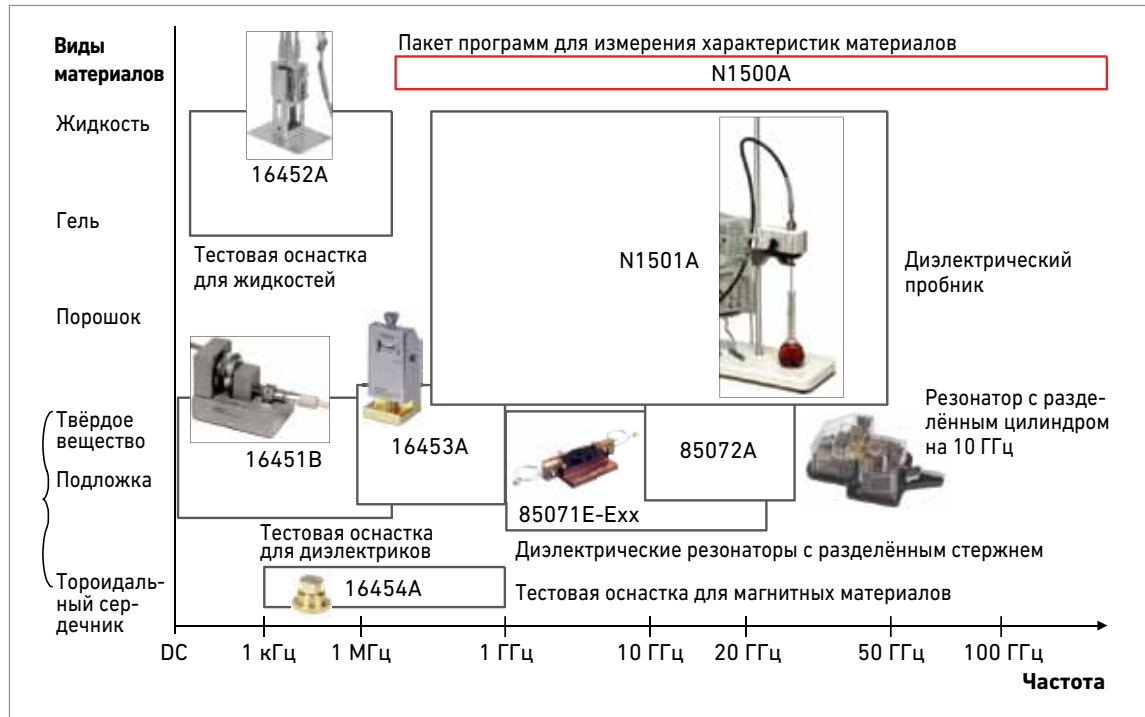 Виды
материалов
Пакет программ для измерения характеристик материалов
N1500A
Жидкость
16452A
Гель
Тестовая оснастка
для жидкостей
N1501A
Диэлектрический
пробник
Порошок
Твёрдое
вещество
16451B
16453A
85072A
Резонатор с разде-
лённым цилиндром
на 10 ГГц
Подложка
85071E-Exx
Тестовая оснастка
для диэлектриков
Диэлектрические резонаторы с разделённым стержнем
Тороидаль-
ный сер-
дечник
16454A
Тестовая оснастка для магнитных материалов
DC 1 кГц 1 МГц 1 ГГц 10 ГГц 20 ГГц 50 ГГц 100 ГГц
Частота